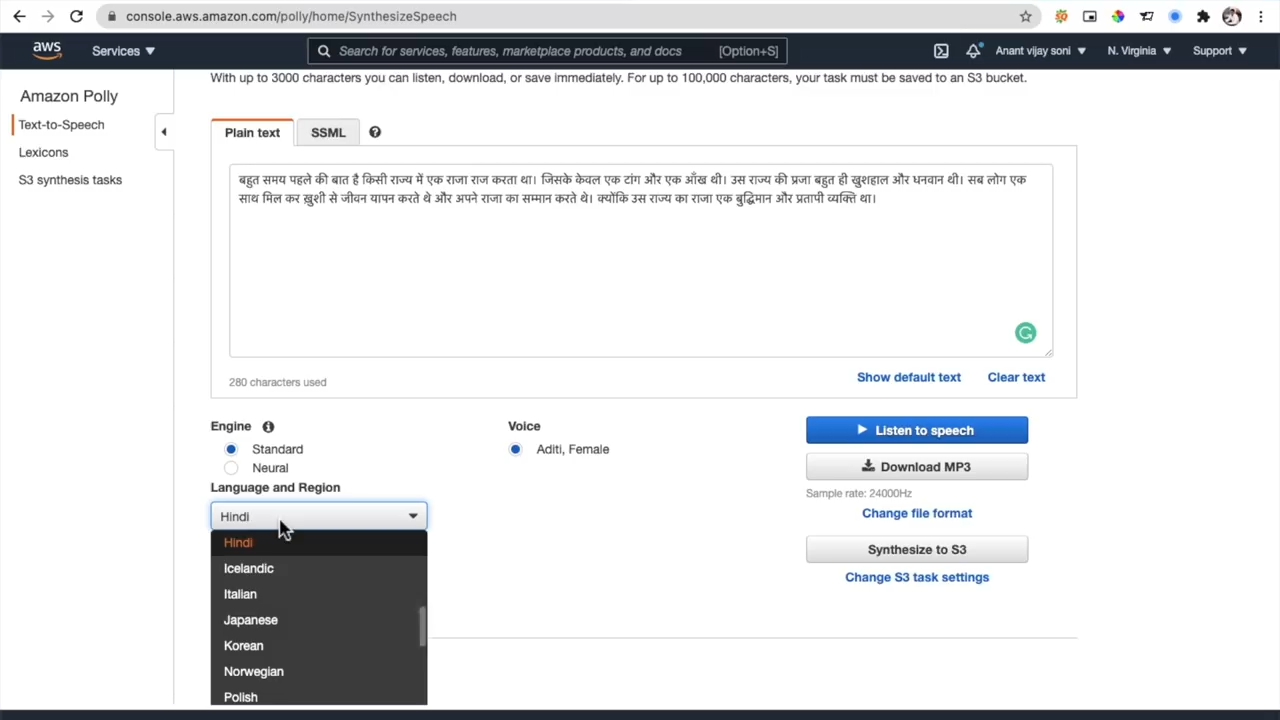 console.aws.amazon.com/polly/home/SynthesizeSpeech
aws
Services
Search for services, features, marketplace products, and docs [Option+S]
Anant vijay soni
N. Virginia
Support
With up to 3000 characters you can listen, download, or save immediately. For up to 100,000 characters, your task must be saved to an S3 bucket.
Amazon Polly
Text-to-Speech
Lexicons
S3 synthesis tasks
Plain text
SSML
बहुत समय पहले की बात है किसी राज्य में एक राजा राज करता था। जिसके केवल एक टांग और एक आँख थी। उस राज्य की प्रजा बहुत ही खुशहाल और धनवान थी। सब लोग एक
साथ मिल कर ख़ुशी से जीवन यापन करते थे और अपने राजा का सम्मान करते थे। क्योंकि उस राज्य का राजा एक बुद्धिमान और प्रतापी व्यक्ति था।
280 characters used
Show default text
Clear text
Engine
Standard
Neural
Language and Region
Hindi
Hindi
Icelandic
Italian
Japanese
Korean
Norwegian
Polish
Voice
Aditi, Female
Listen to speech
Download MP3
Sample rate: 24000Hz
Change file format
Synthesize to S3
Change S3 task settings